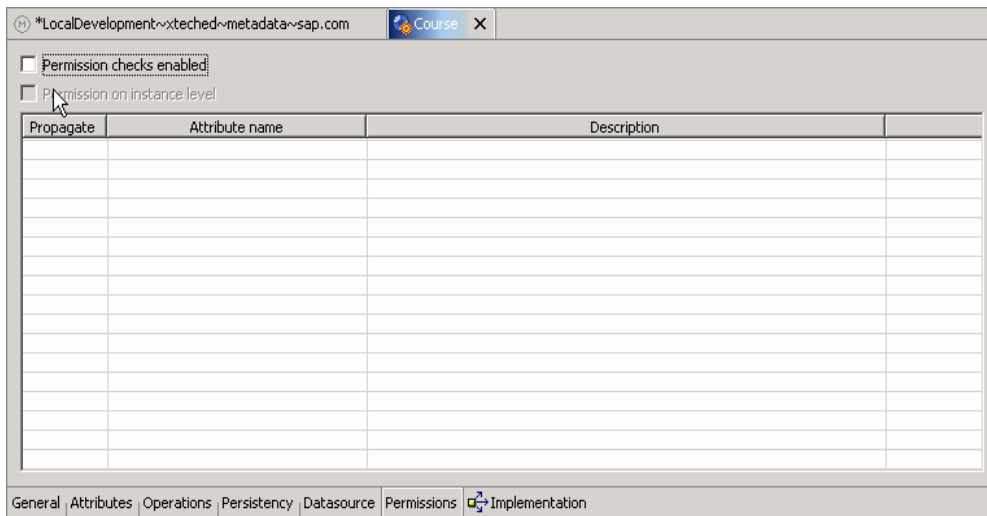 *LocalDevelopment~xteched~metadata~sap.com Course
Permission checks enabled
Permission on instance level
Propagate Attribute name Description
General Attributes Operations Persistency Datasource Permissions Implementation